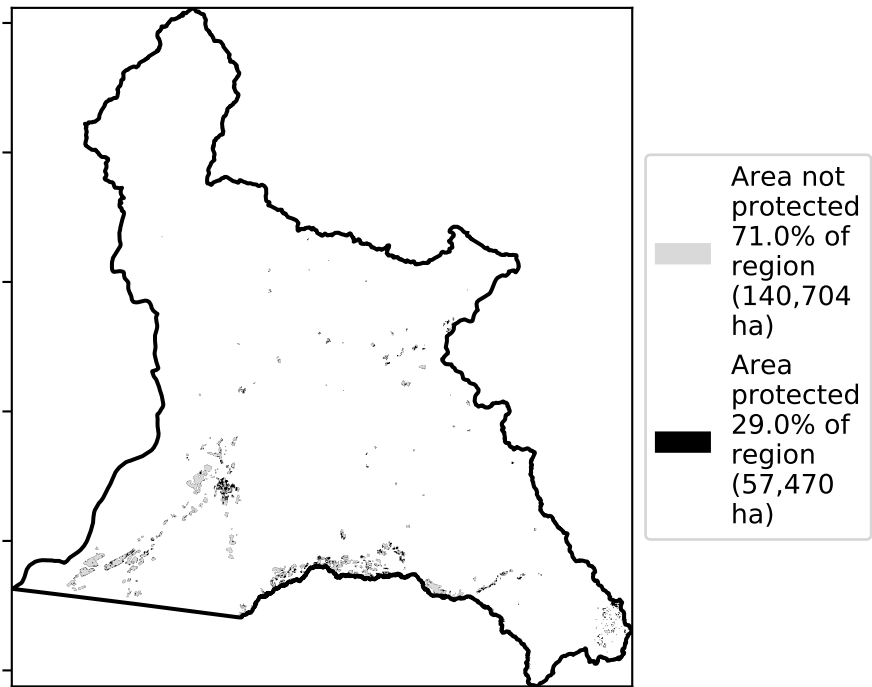 Area not
protected
71.0% of
region
(140,704
ha)
Area
protected
29.0% of
region
(57,470
ha)